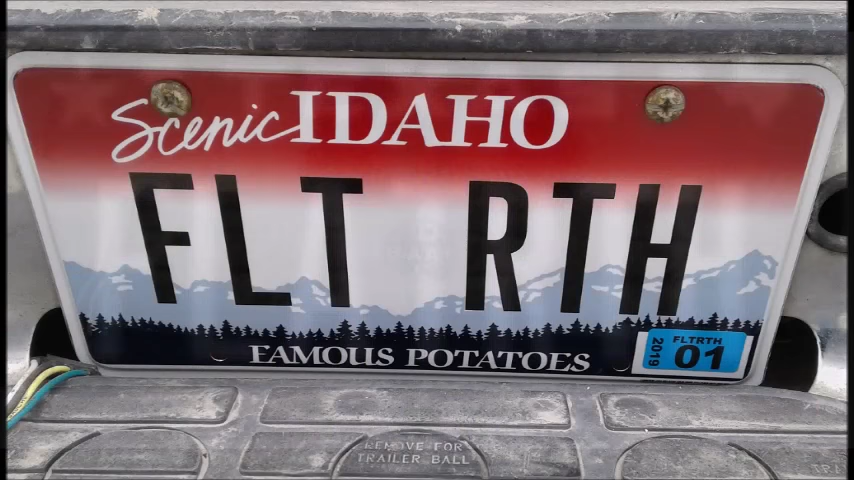 Scenic IDAHO
FLT RTH
FAMOUS POTATOES
2019
FLTRTH
01
REMOVE FOR
TRAILER BALL